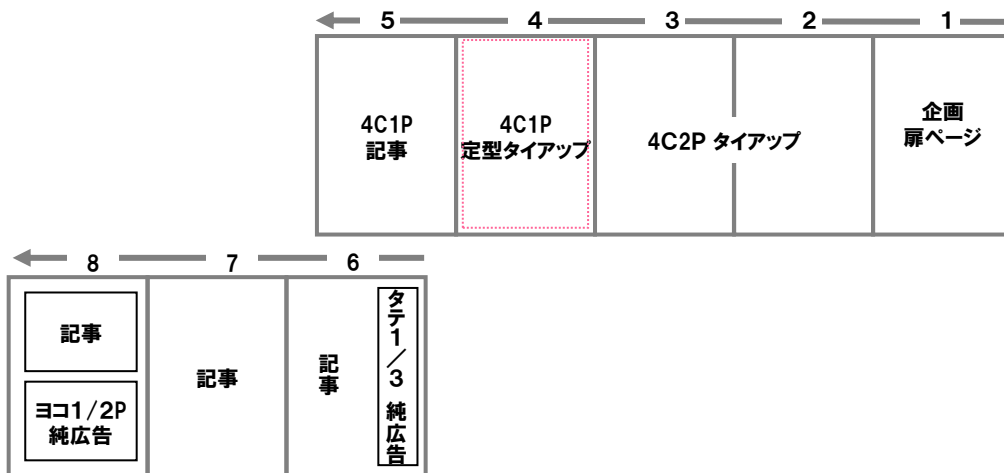 5
4
3
2
1
4C1P
記事
4C1P
定型タイアップ
4C2P タイアップ
企画
扉ページ
8
7
6
記事
ヨコ1/2P
純広告
記事
記事
タテ1/3 純広告